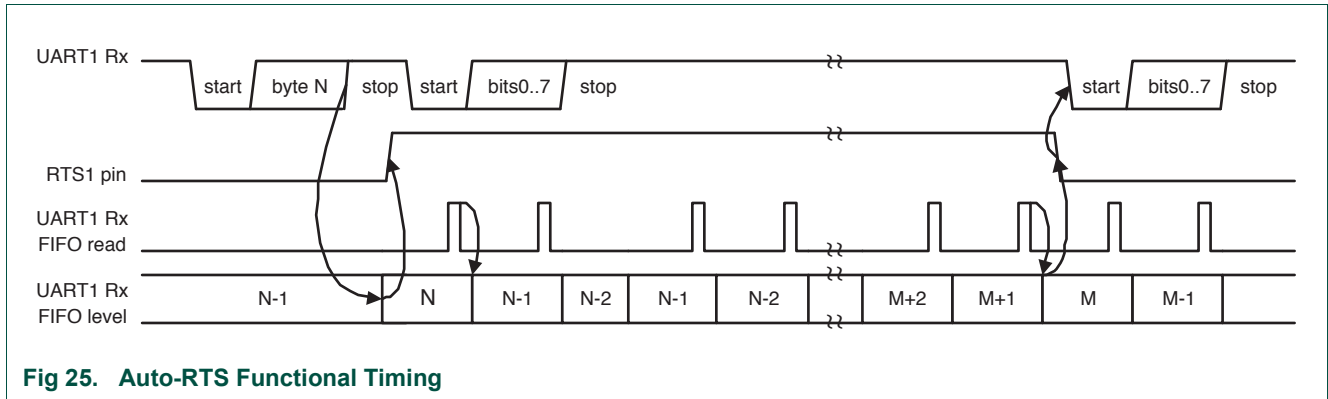 UART1 Rx
start byte N stop start bits0..7 stop start bits0..7 stop
RTS1 pin
UART1 Rx
FIFO read
UART1 Rx
FIFO level
N-1 N N-1 N-2 N-1 N-2 M+2 M+1 M M-1
Fig 25. Auto-RTS Functional Timing